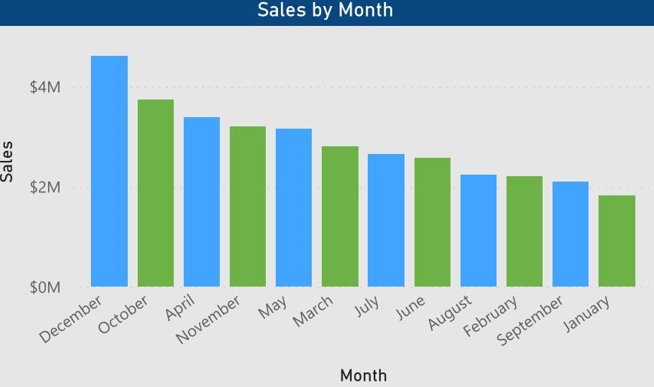 Sales by Month
Sales
$4M
$2M
$0M
December
October
April
November
May
March
July
June
August
February
September
January
Month